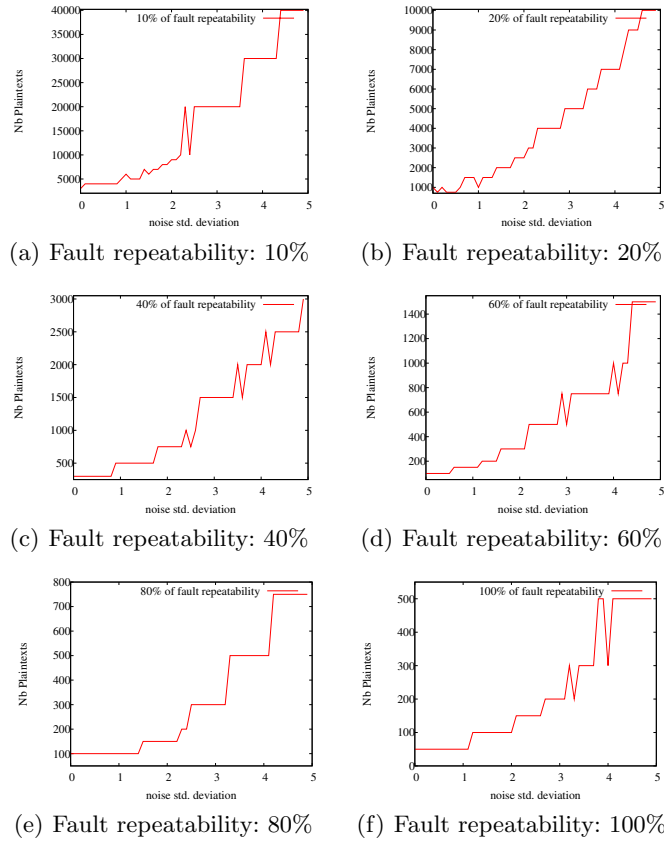 10% of fault repeatability
40000
35000
30000
25000
20000
15000
10000
5000
0 1 2 3 4 5
Nb Plaintexts
noise std. deviation
(a) Fault repeatability: 10%
20% of fault repeatability
10000
9000
8000
7000
6000
5000
4000
3000
2000
1000
0 1 2 3 4 5
Nb Plaintexts
noise std. deviation
(b) Fault repeatability: 20%
40% of fault repeatability
3000
2500
2000
1500
1000
500
0 1 2 3 4 5
Nb Plaintexts
noise std. deviation
(c) Fault repeatability: 40%
60% of fault repeatability
1400
1200
1000
800
600
400
200
0 1 2 3 4 5
Nb Plaintexts
noise std. deviation
(d) Fault repeatability: 60%
80% of fault repeatability
800
700
600
500
400
300
200
100
0 1 2 3 4 5
Nb Plaintexts
noise std. deviation
(e) Fault repeatability: 80%
100% of fault repeatability
500
400
300
200
100
0
0 1 2 3 4 5
Nb Plaintexts
noise std. deviation
(f) Fault repeatability: 100%